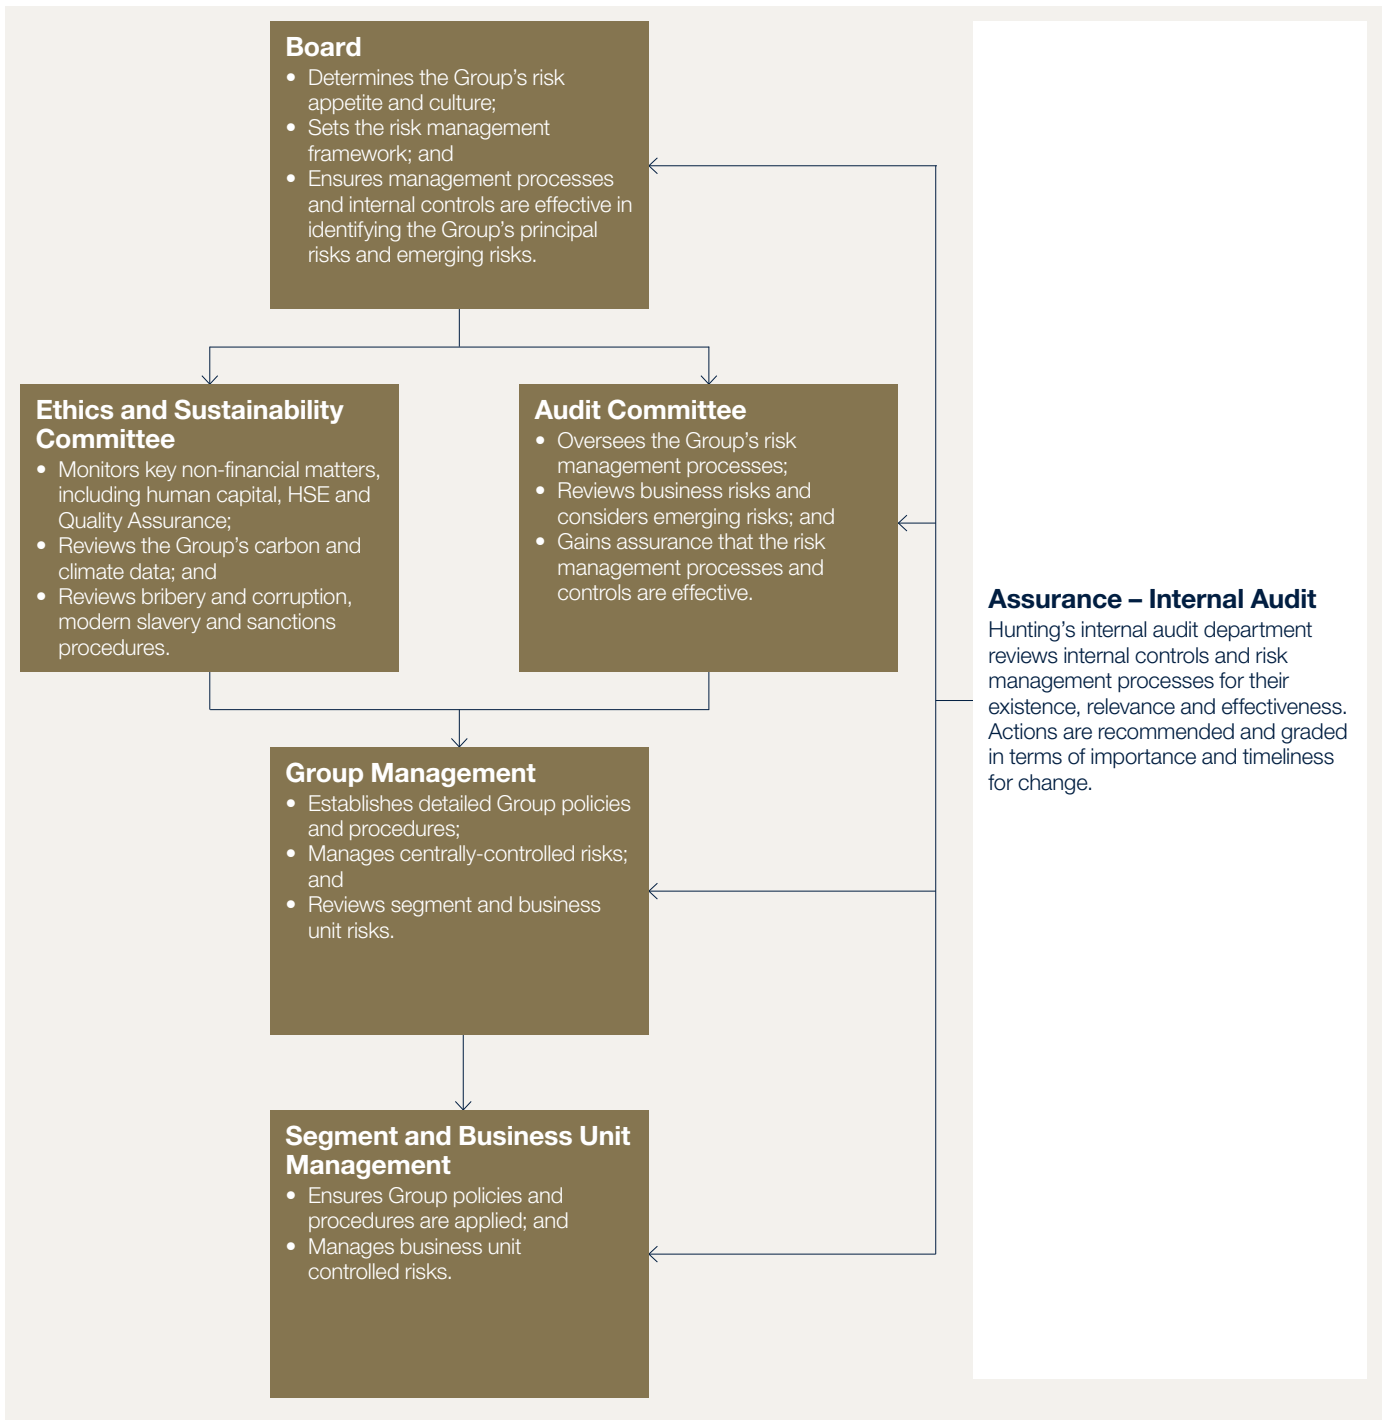 Board
• Determines the Group’s risk
appetite and culture;
• Sets the risk management
framework; and
• Ensures management processes
and internal controls are effective in
identifying the Group’s principal
risks and emerging risks.
Ethics and Sustainability
Committee
• Monitors key non-financial matters,
including human capital, HSE and
Quality Assurance;
• Reviews the Group’s carbon and
climate data; and
• Reviews bribery and corruption,
modern slavery and sanctions
procedures.
Audit Committee
• Oversees the Group’s risk
management processes;
• Reviews business risks and
considers emerging risks; and
• Gains assurance that the risk
management processes and
controls are effective.
Group Management
• Establishes detailed Group policies
and procedures;
• Manages centrally-controlled risks;
and
• Reviews segment and business
unit risks.
Segment and Business Unit
Management
• Ensures Group policies and
procedures are applied; and
• Manages business unit
controlled risks.
Assurance – Internal Audit
Hunting’s internal audit department
reviews internal controls and risk
management processes for their
existence, relevance and effectiveness.
Actions are recommended and graded
in terms of importance and timeliness
for change.